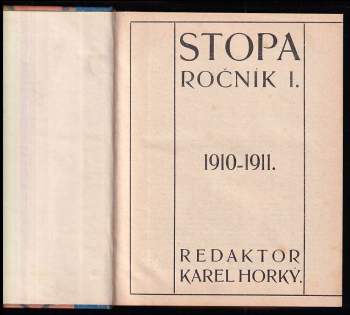 STOPA
ROČNÍK I.
1910-1911.
REDAKTOR
KAREL HORKÝ.